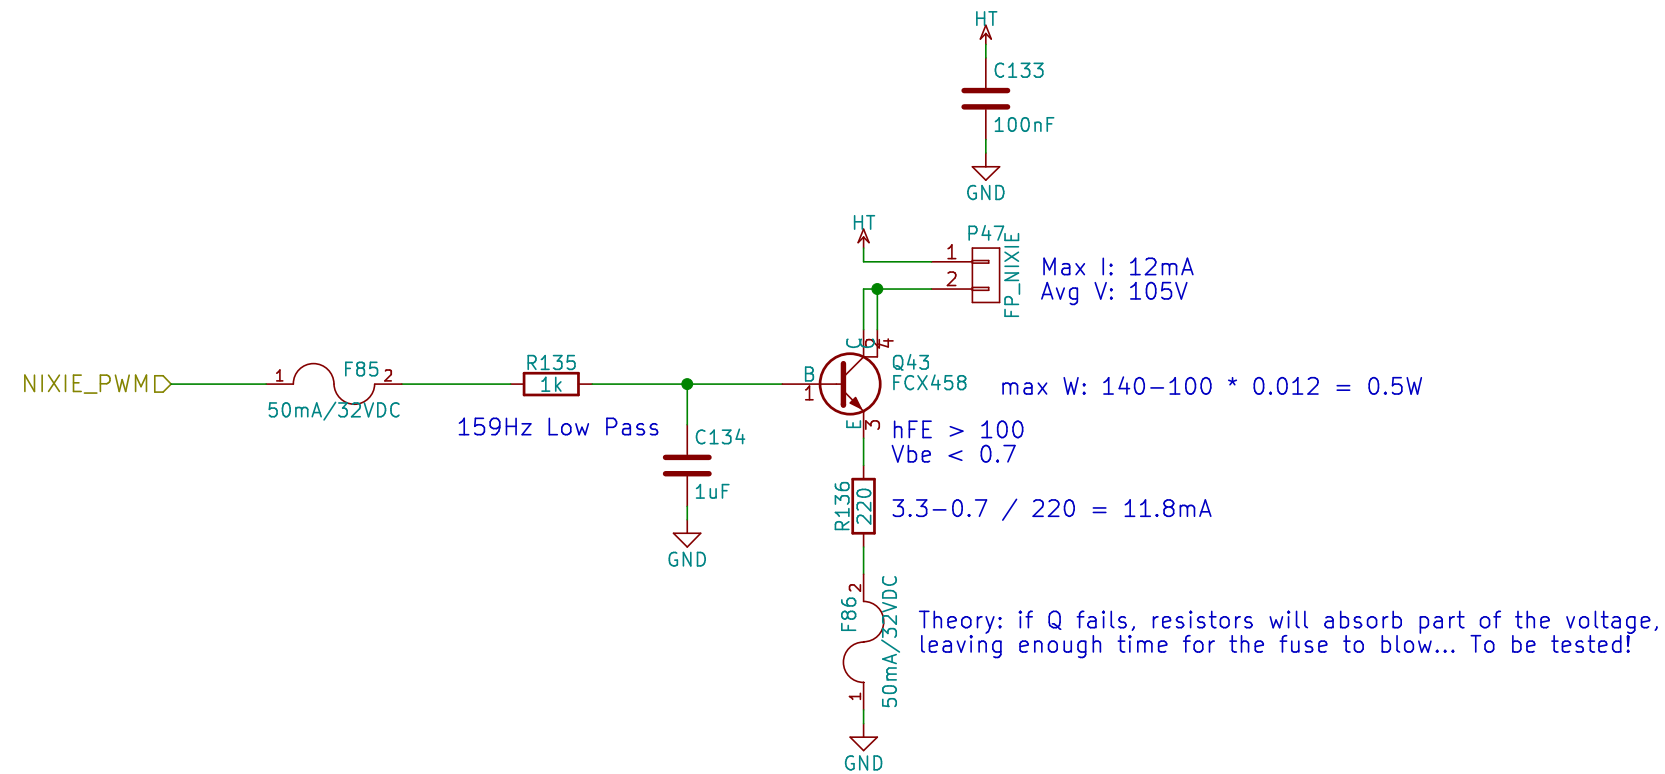 HT
C133
100nF
GND
HT
P47
1
2
FP_NIXIE
Max I: 12mA
Avg V: 105V
NIXIE_PWM
1
F85
2
50mA/32VDC
R135
1k
159Hz Low Pass
C134
1uF
GND
B
1
C
4
Q43
FCX458
max W: 140-100 * 0.012 = 0.5W
E
3
hFE > 100
Vbe < 0.7
R136
220
3.3-0.7 / 220 = 11.8mA
2
F86
50mA/32VDC
1
Theory: if Q fails, resistors will absorb part of the voltage,
leaving enough time for the fuse to blow... To be tested!
GND